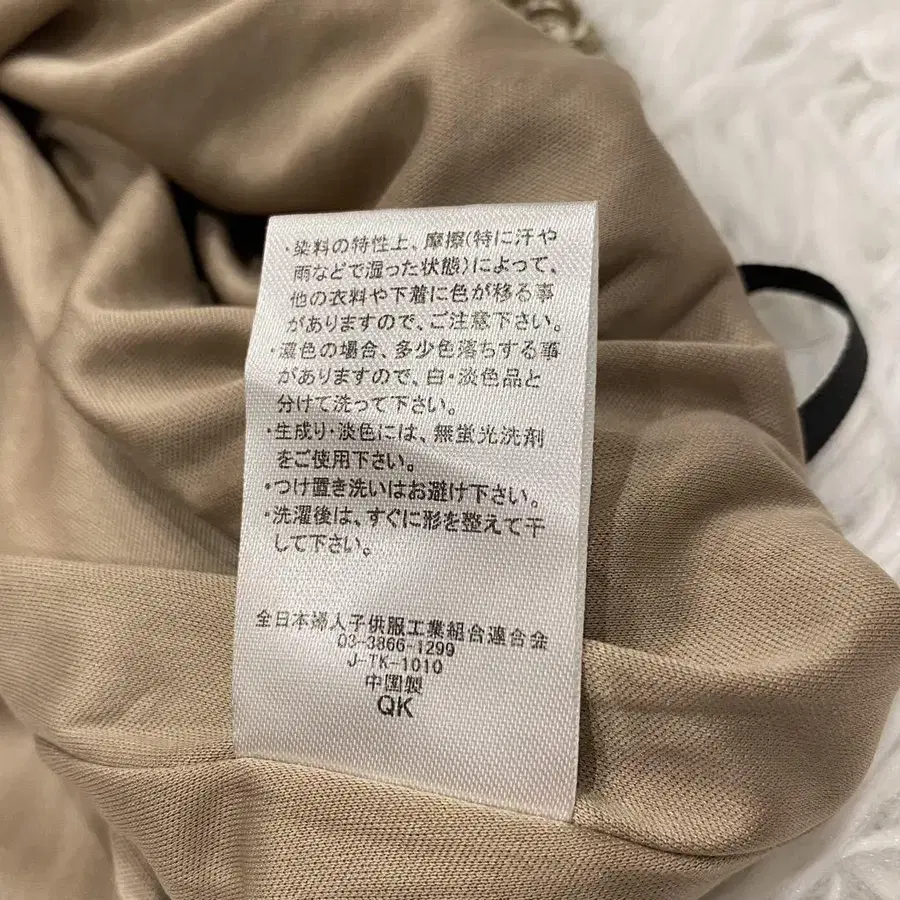 ・染料の特性上、摩擦(特に汗や
雨などで湿った状態)によって、
他の衣料や下着に色が移る事
がありますので、ご注意下さい。
・濃色の場合、多少色落ちする事
がありますので、白・淡色品と
分けて洗って下さい。
・生成り・淡色には、無蛍光洗剤
をご使用下さい。
・つけ置き洗いはお避け下さい。
・洗濯後は、すぐに形を整えて干
して下さい。
全日本婦人子供服工業組合連合会
03-3866-1299
J-TK-1010
中国製
QK